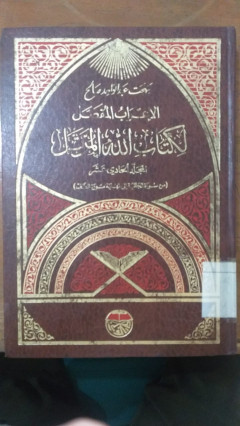 بهجت عبد الواحد صالح
الإعراب المفصل
لكتاب الله المرتل
المجلد الحادي عشر